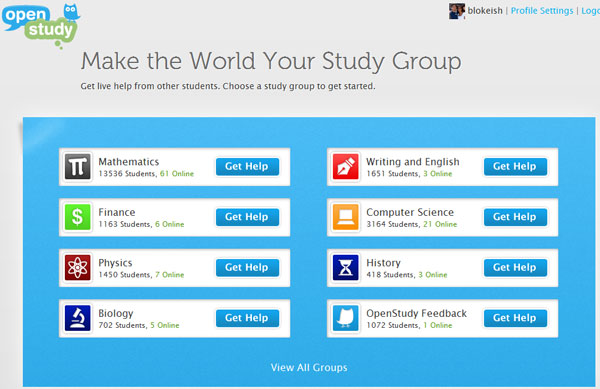 open
study
blokeish | Profile Settings | Logo
Make the World Your Study Group
Get live help from other students. Choose a study group to get started.
Mathematics
13536 Students, 61 Online
Get Help
Writing and English
1651 Students, 3 Online
Get Help
$
Finance
1163 Students, 6 Online
Get Help
Computer Science
3164 Students, 21 Online
Get Help
Physics
1450 Students, 7 Online
Get Help
History
418 Students, 3 Online
Get Help
Biology
702 Students, 5 Online
Get Help
OpenStudy Feedback
1072 Students, 1 Online
Get Help
View All Groups